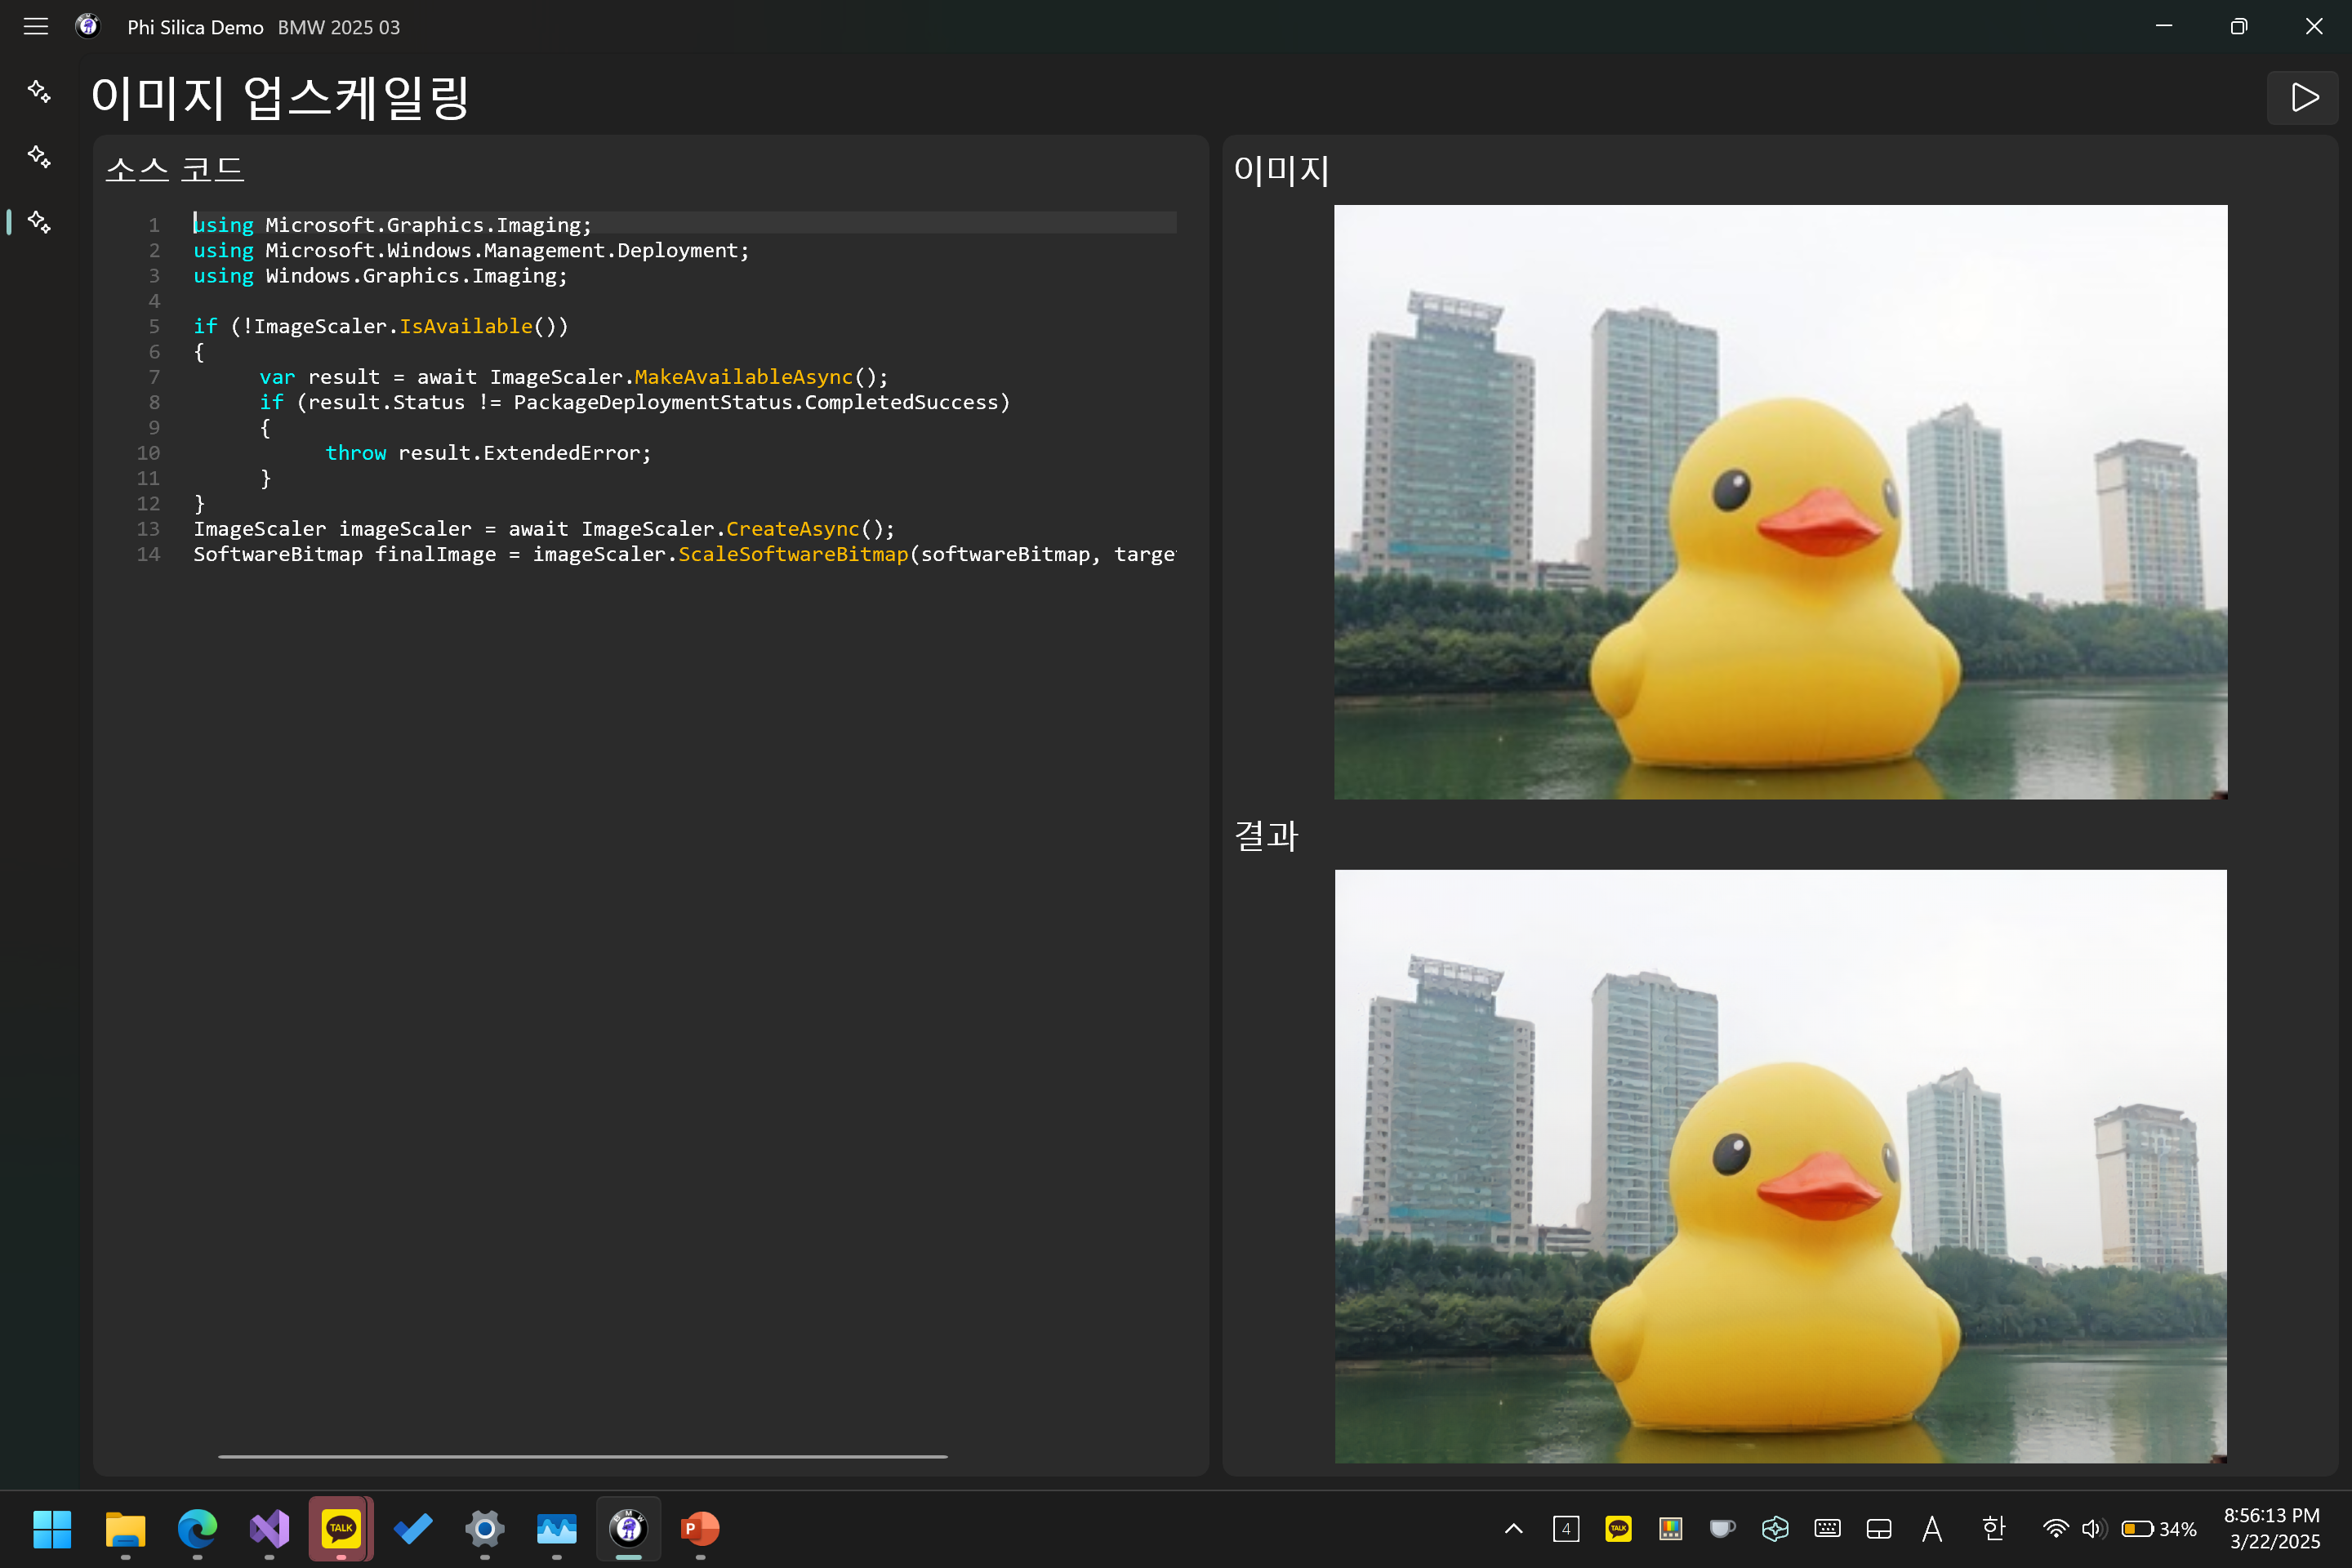 Phi Silica Demo BMW 2025 03
이미지 업스케일링
소스 코드
1 using Microsoft.Graphics.Imaging;
2 using Microsoft.Windows.Management.Deployment;
3 using Windows.Graphics.Imaging;
4
5 if (!ImageScaler.IsAvailable())
6 {
7 var result = await ImageScaler.MakeAvailableAsync();
8 if (result.Status != PackageDeploymentStatus.CompletedSuccess)
9 {
10 throw result.ExtendedError;
11 }
12 }
13 ImageScaler imageScaler = await ImageScaler.CreateAsync();
14 SoftwareBitmap finalImage = imageScaler.ScaleSoftwareBitmap(softwareBitmap, targe
이미지
결과
TALK
BMW
P
4
TALK
A
한
34%
8:56:13 PM
3/22/2025